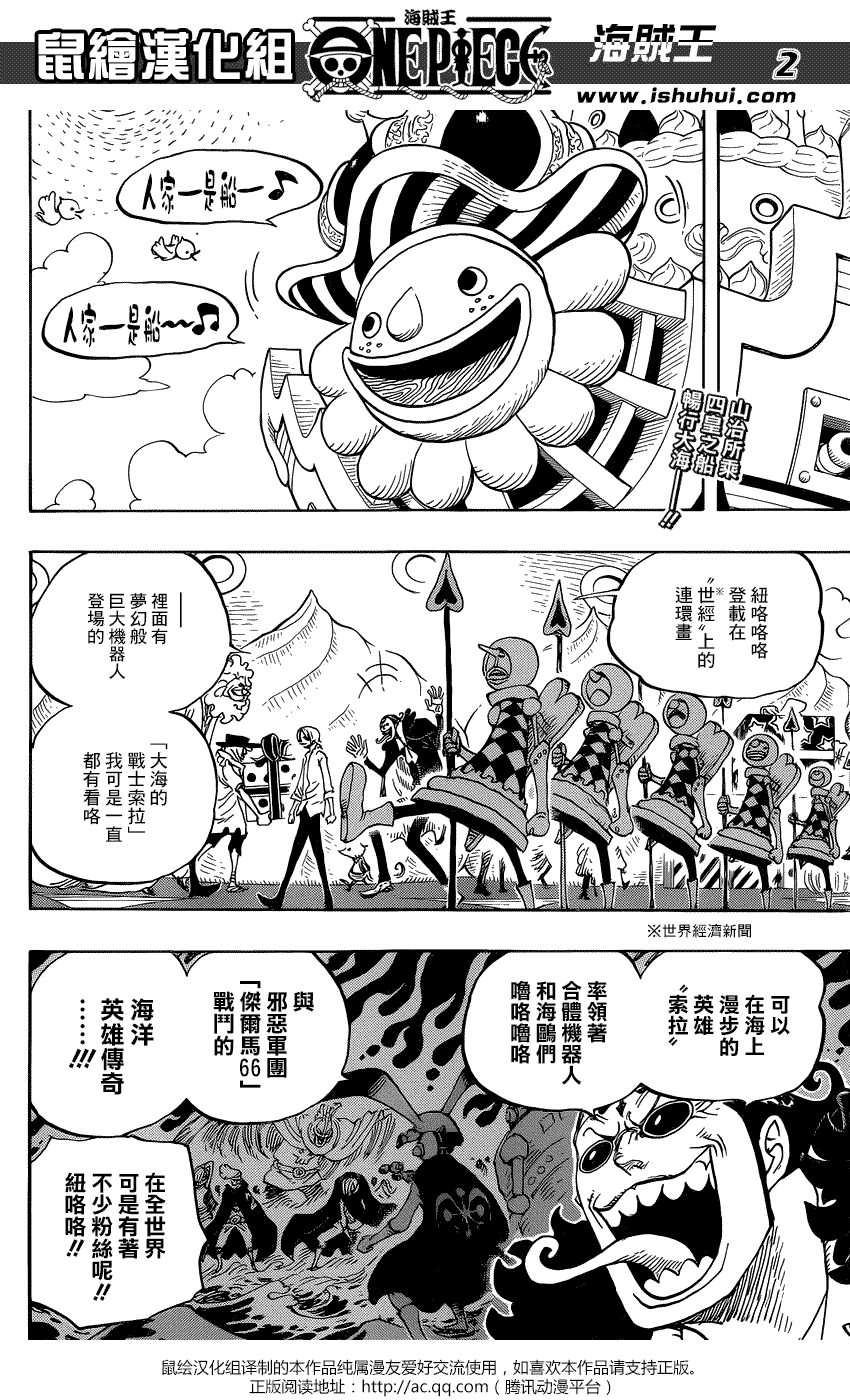 鼠繪漢化組
海賊王
ONE PIECE
海賊王
2
www.ishuhui.com
人家一是船一♪
人家一是船~~♫
山治所乘
四皇之船
暢行大海!!
紐咯咯咯
登載在
〝世經〞上的
連環畫
※
——
裡面有
夢幻般
巨大機器人
登場的
「大海的
戰士索拉」
我可是一直
都有看咯
※世界經濟新聞
可以
在海上
漫步的
英雄
〝索拉〞
率領著
合體機器人
和海鷗們
嚕咯嚕咯
與
邪惡軍團
「傑爾馬66」
戰鬥的
海洋
英雄傳奇
……!!!
在全世界
可是有著
不少粉絲呢!!
紐咯咯!!
鼠绘汉化组译制的本作品纯属漫友爱好交流使用，如喜欢本作品请支持正版。
正版阅读地址：http://ac.qq.com（腾讯动漫平台）